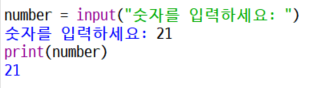 number = input("숫자를 입력하세요: ")
숫자를 입력하세요: 21
print(number)
21